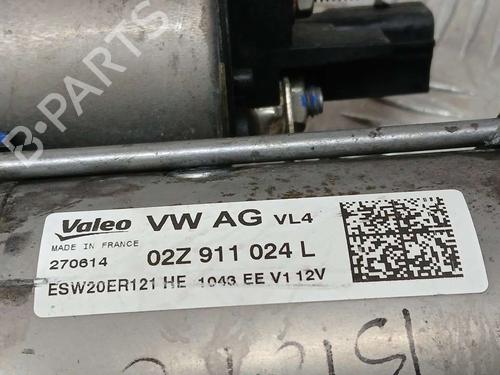 Valeo VW AG VL4
MADE IN FRANCE
270614 02Z 911 024 L
ESW20ER121 HE 1043 EE V1 12V
B-PARTS